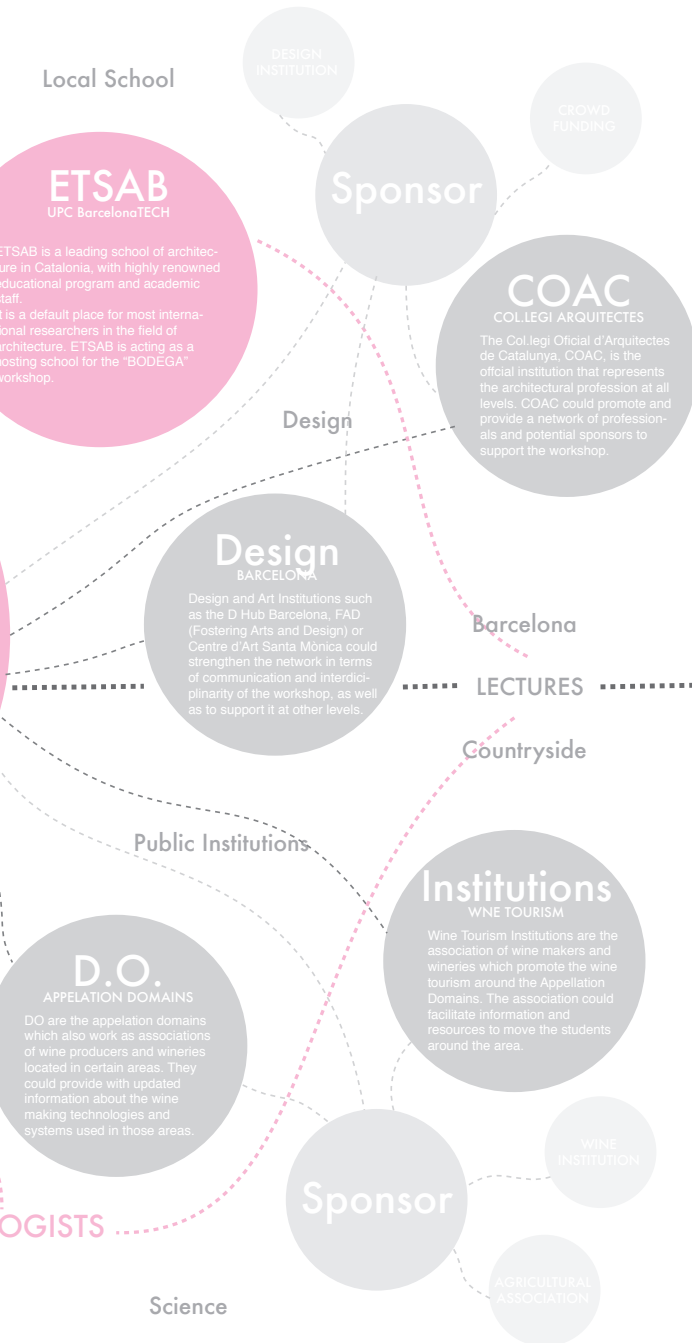 DESIGN
INSTITUTION
Local School
CROWD
FUNDING
ETSAB
UPC BarcelonaTECH
ETSAB is a leading school of architec-
ture in Catalonia, with highly renowned
educational program and academic
staff.
It is a default place for most interna-
tional researchers in the field of
architecture. ETSAB is acting as a
hosting school for the “BODEGA”
workshop.
Sponsor
COAC
COL.LEGI ARQUITECTES
The Col.legi Oficial d’Arquitectes
de Catalunya, COAC, is the
offcial institution that represents
the architectural profession at all
levels. COAC could promote and
provide a network of profession-
als and potential sponsors to
support the workshop.
Design
Design
BARCELONA
Design and Art Institutions such
as the D Hub Barcelona, FAD
(Fostering Arts and Design) or
Centre d’Art Santa Mònica could
strengthen the network in terms
of communication and interdici-
plinarity of the workshop, as well
as to support it at other levels.
Barcelona
LECTURES
Countryside
Public Institutions
Institutions
WNE TOURISM
Wine Tourism Institutions are the
association of wine makers and
wineries which promote the wine
tourism around the Appellation
Domains. The association could
facilitate information and
resources to move the students
around the area.
D.O.
APPELATION DOMAINS
DO are the appelation domains
which also work as associations
of wine producers and wineries
located in certain areas. They
could provide with updated
information about the wine
making technologies and
systems used in those areas.
Sponsor
WINE
INSTITUTION
OGISTS
AGRICULTURAL
ASSOCIATION
Science